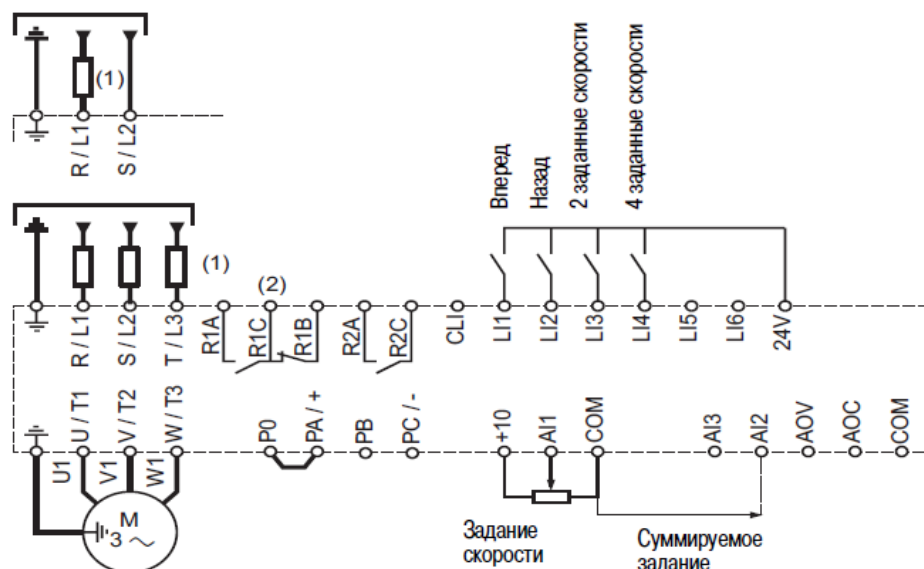 (1)
R / L1
S / L2
Вперед
Назад
2 заданные скорости
4 заданные скорости
(1)
(2)
R / L1
S / L2
T / L3
R1A
R1C
R1B
R2A
R2C
CLI
LI1
LI2
LI3
LI4
LI5
LI6
24V
U / T1
V / T2
W / T3
P0
PA / +
PB
PC / -
+10
AI1
COM
AI3
AI2
AOV
AOC
COM
U1
V1
W1
M
3 ~
Задание
скорости
Суммируемое
задание